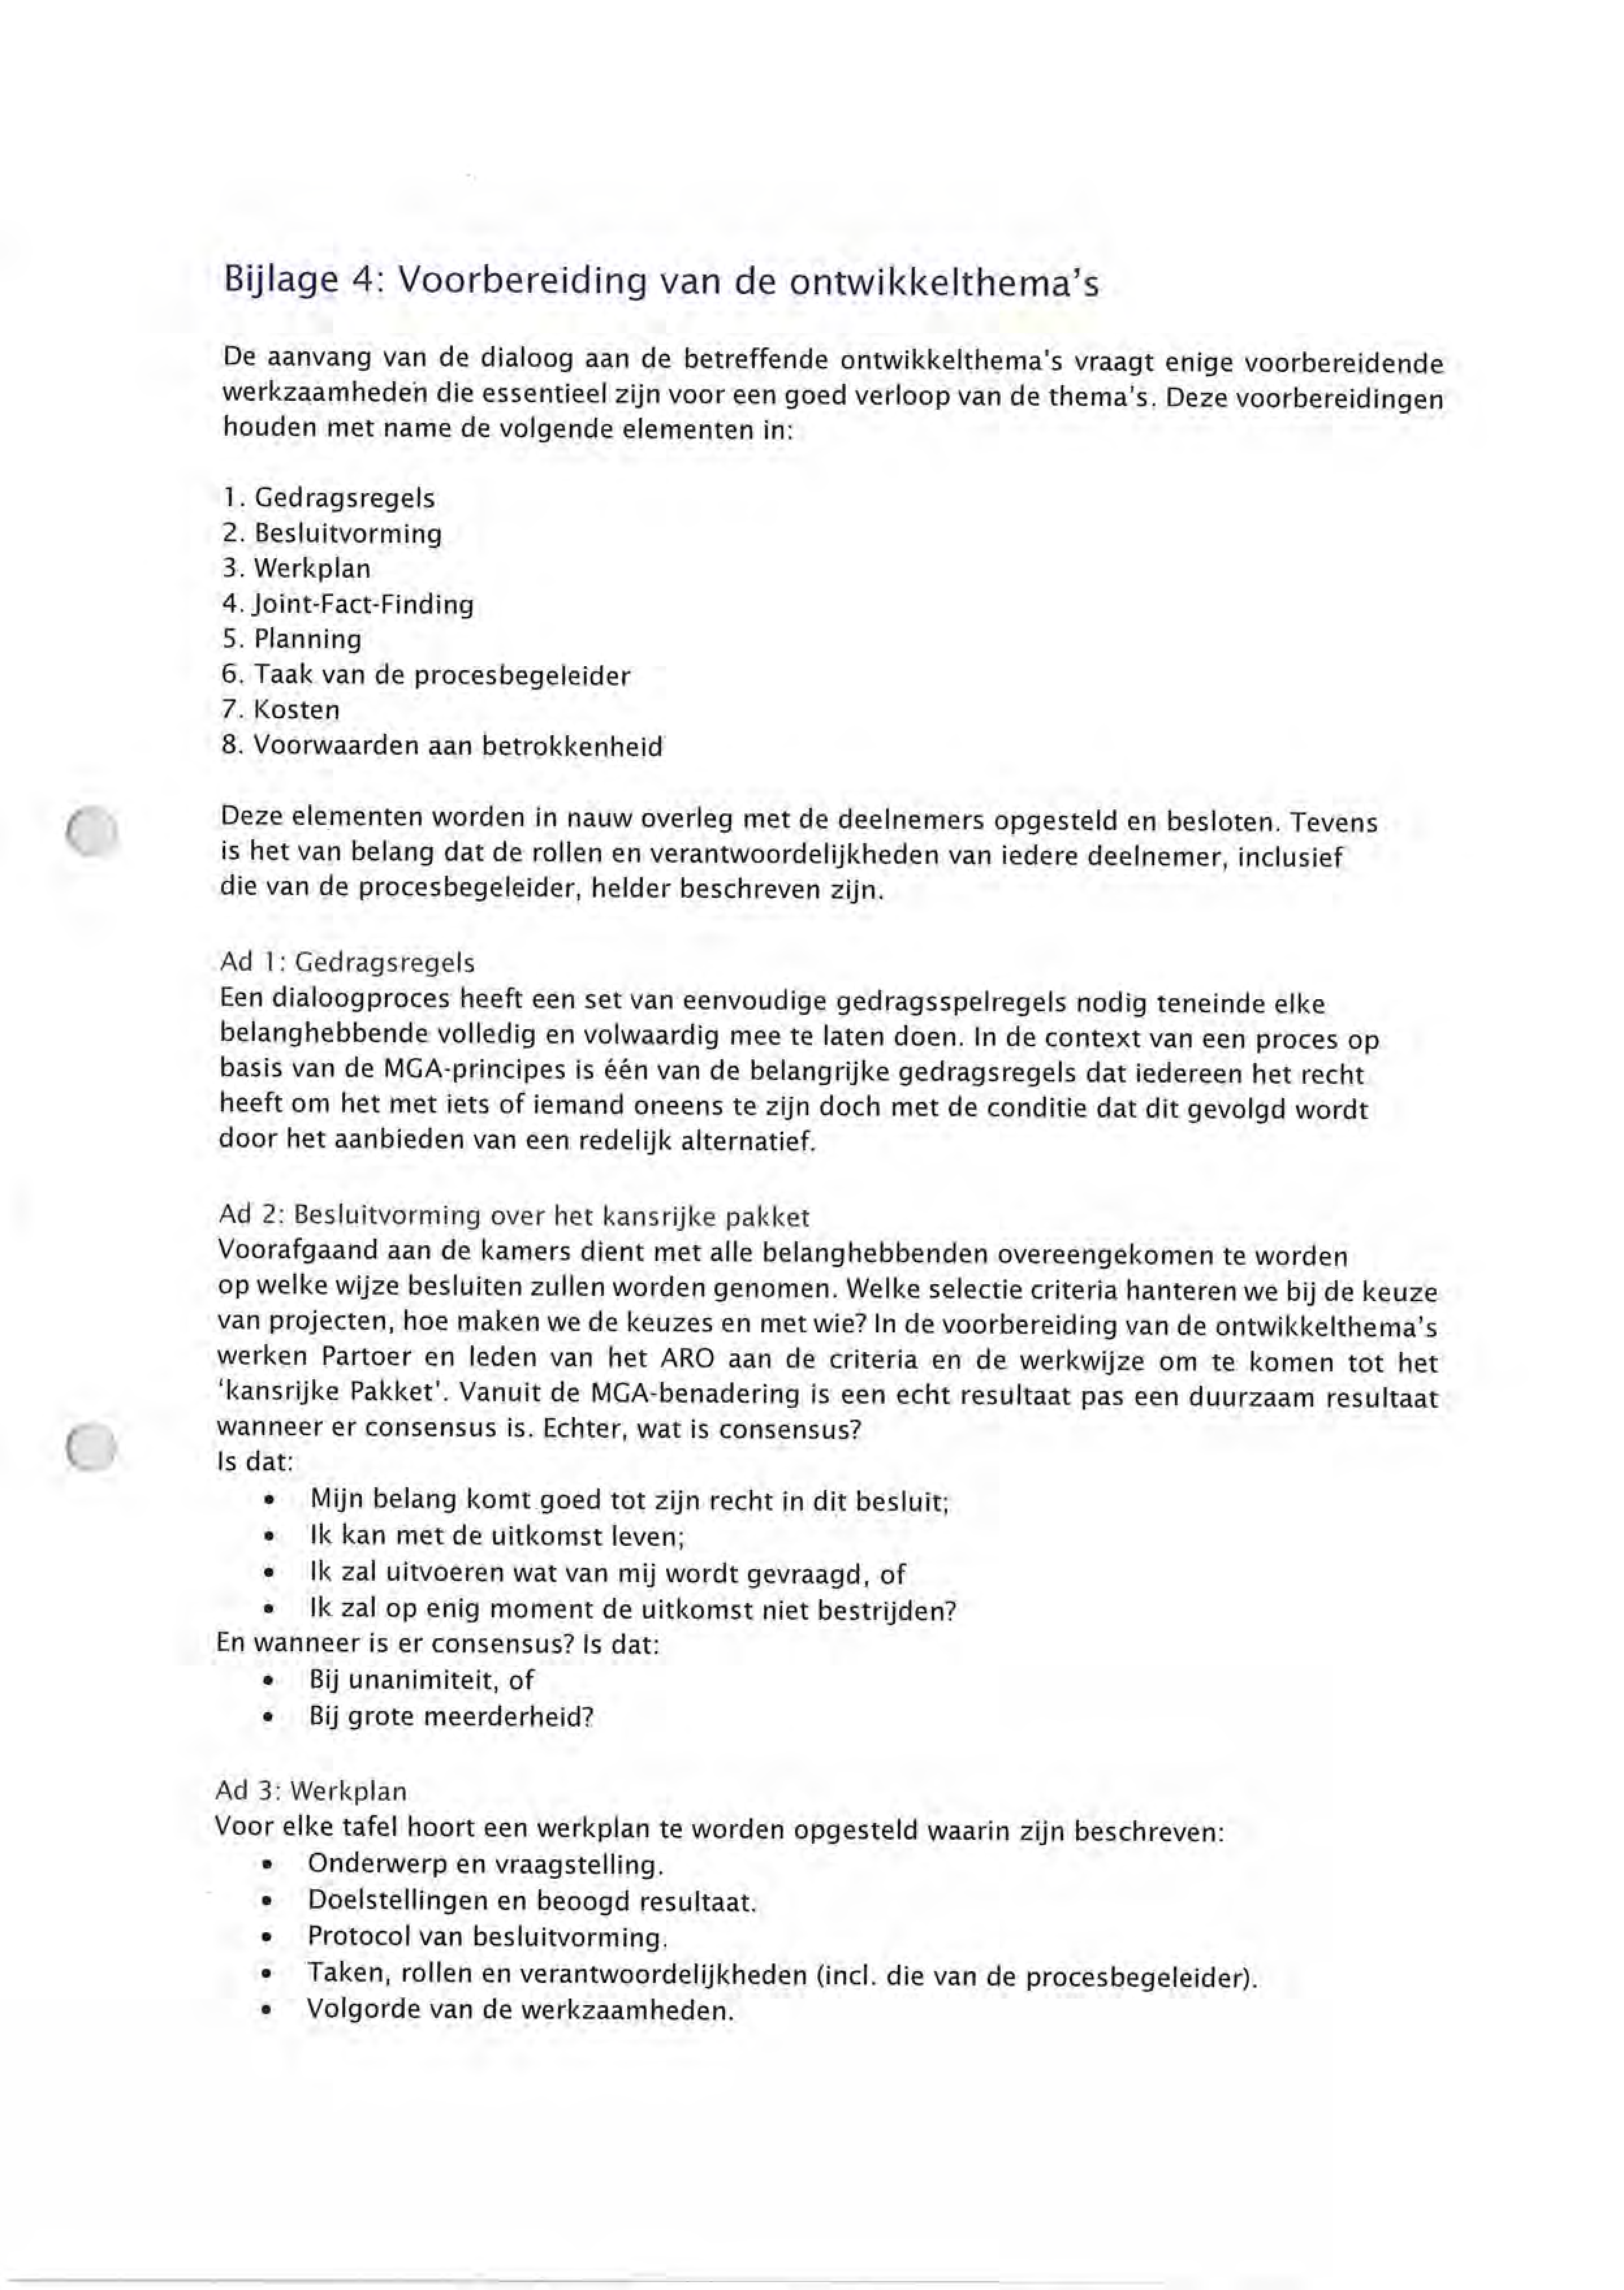 Bijlage 4: Voorbereiding van de ontwikkelthema's
De aanvang van de dialoog aan de betreffende ontwikkelthema's vraagt enige voorbereidende
werkzaamheden die essentieel zijn voor een goed verloop van de thema's. Deze voorbereidingen
houden met name de volgende elementen in:
1. Gedragsregels
2. Besluitvorming
3. Werkplan
4. Joint-Fact-Finding
5. Planning
6. Taak van de procesbegeleider
7. Kosten
8. Voorwaarden aan betrokkenheid
Deze elementen worden in nauw overleg met de deelnemers opgesteld en besloten. Tevens
is het van belang dat de rollen en verantwoordelijkheden van iedere deelnemer, inclusief
die van de procesbegeleider, helder beschreven zijn.
Ad 1: Gedragsregels
Een dialoogproces heeft een set van eenvoudige gedragsspelregels nodig teneinde elke
belanghebbende volledig en volwaardig mee te laten doen. In de context van een proces op
basis van de MGA-principes is één van de belangrijke gedragsregels dat iedereen het recht
heeft om het met iets of iemand oneens te zijn doch met de conditie dat dit gevolgd wordt
door het aanbieden van een redelijk alternatief.
Ad 2: Besluitvorming over het kansrijke pakket
Voorafgaand aan de kamers dient met alle belanghebbenden overeengekomen te worden
op welke wijze besluiten zullen worden genomen. Welke selectie criteria hanteren we bij de keuze
van projecten, hoe maken we de keuzes en met wie? In de voorbereiding van de ontwikkelthema's
werken Partoer en leden van het ARO aan de criteria en de werkwijze om te komen tot het
'kansrijke Pakket'. Vanuit de MGA-benadering is een echt resultaat pas een duurzaam resultaat
wanneer er consensus is. Echter, wat is consensus?
Is dat:
• Mijn belang komt goed tot zijn recht in dit besluit;
• Ik kan met de uitkomst leven;
• Ik zal uitvoeren wat van mij wordt gevraagd, of
• Ik zal op enig moment de uitkomst niet bestrijden?
En wanneer is er consensus? Is dat:
• Bij unanimiteit, of
• Bij grote meerderheid?
Ad 3: Werkplan
Voor elke tafel hoort een werkplan te worden opgesteld waarin zijn beschreven:
• Onderwerp en vraagstelling.
• Doelstellingen en beoogd resultaat.
• Protocol van besluitvorming.
• Taken, rollen en verantwoordelijkheden (incl. die van de procesbegeleider).
• Volgorde van de werkzaamheden.